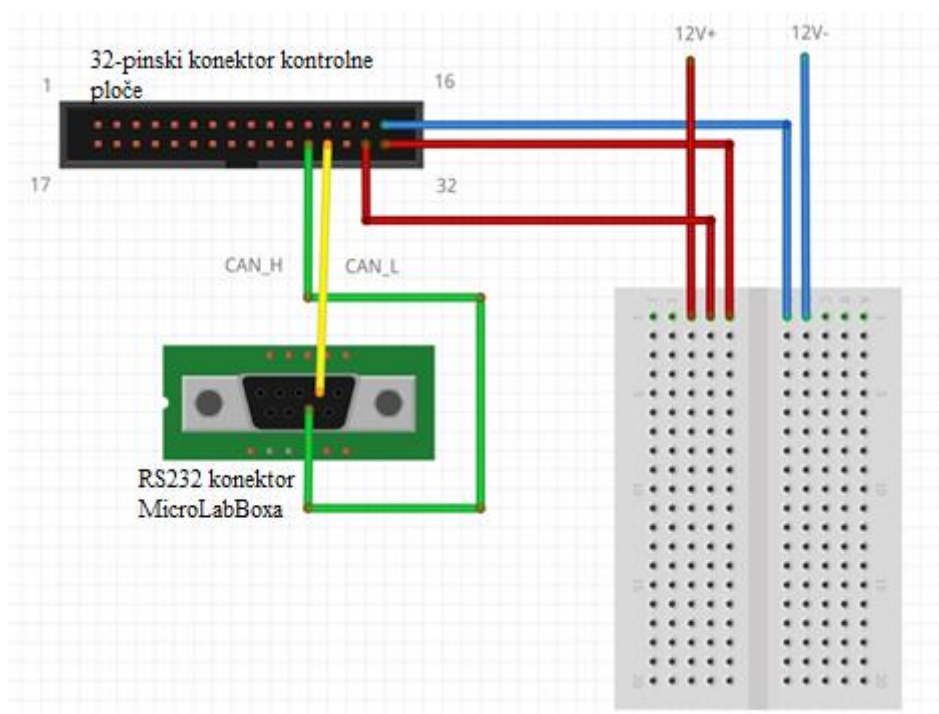 12V+
12V-
32-pinski konektor kontrolne
ploče
1
16
17
32
CAN_H
CAN_L
RS232 konektor
MicroLabBoxa